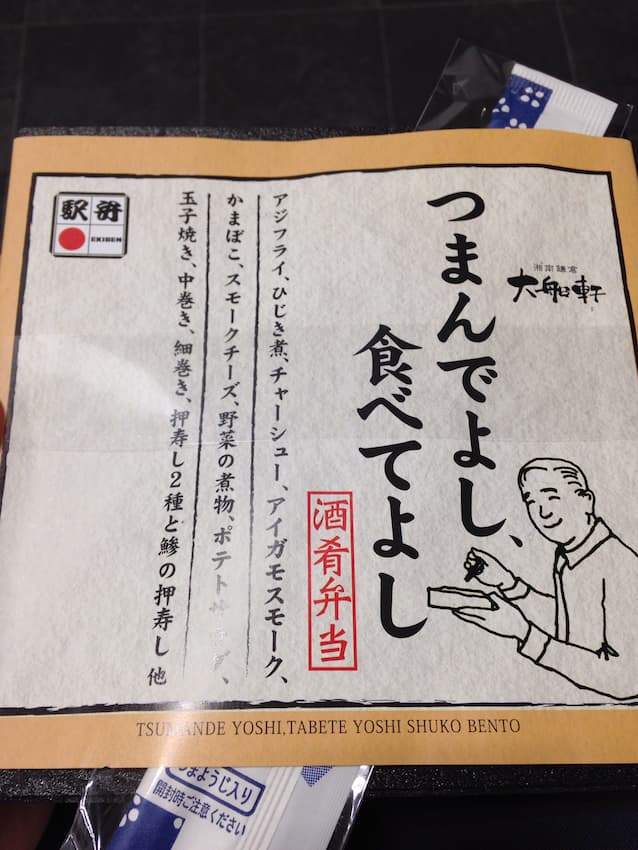 湘南鎌倉
大船軒
つまんでよし、
食べてよし
酒肴弁当
アジフライ、ひじき煮、チャーシュー、アイガモスモーク、
かまぼこ、スモークチーズ、野菜の煮物、ポテトサラダ、
玉子焼き、中巻き、細巻き、押寿し2種と鯵の押寿し 他
駅弁
EKIBEN
TSUMANDE YOSHI,TABETE YOSHI SHUKO BENTO
つまようじ入り
開封時ご注意ください